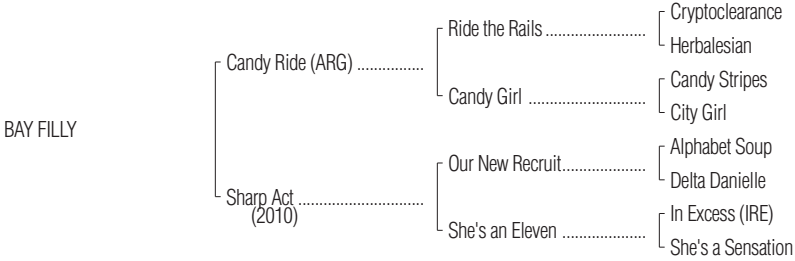 Cryptoclearance
Ride the Rails ........................
Herbalesian
Candy Ride (ARG) ................
Candy Stripes
Candy Girl ............................
City Girl
BAY FILLY
Alphabet Soup
Our New Recruit....................
Delta Danielle
Sharp Act ..............................
(2010)
In Excess (IRE)
She's an Eleven ....................
She's a Sensation